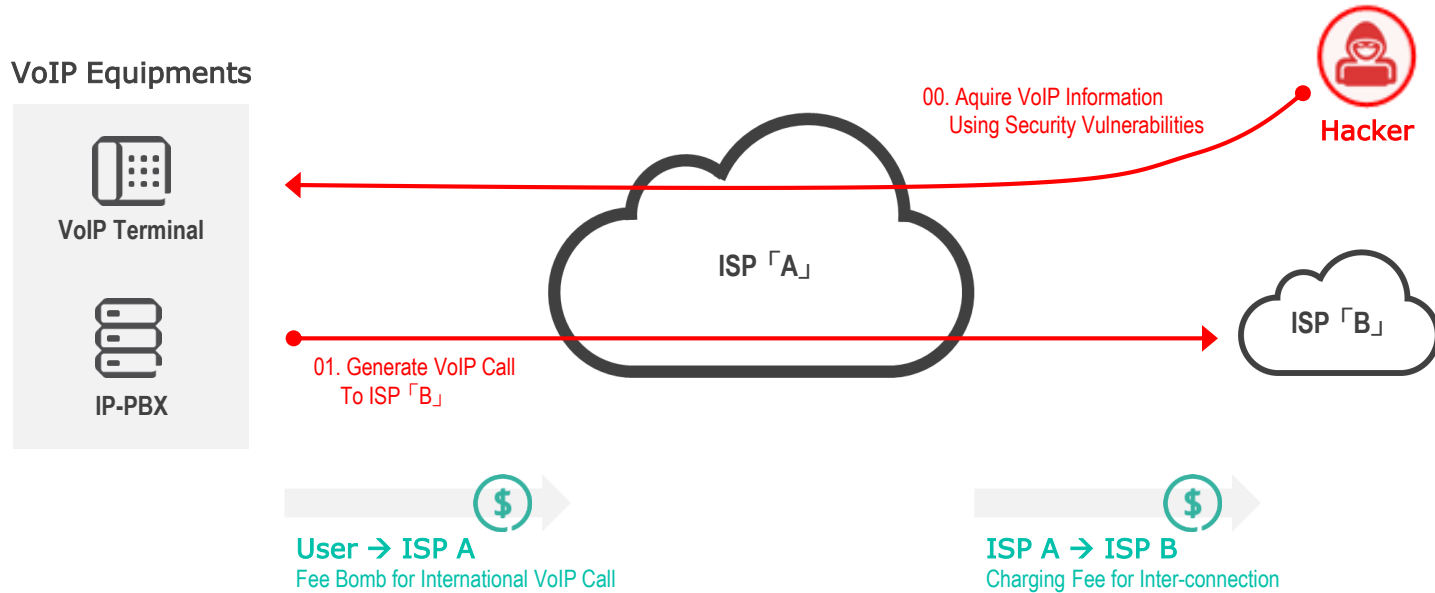 VoIP Equipments
VoIP Terminal
IP-PBX
00. Aquire VoIP Information
Using Security Vulnerabilities
Hacker
ISP「A」
ISP「B」
01. Generate VoIP Call
To ISP「B」
$
User → ISP A
Fee Bomb for International VoIP Call
$
ISP A → ISP B
Charging Fee for Inter-connection